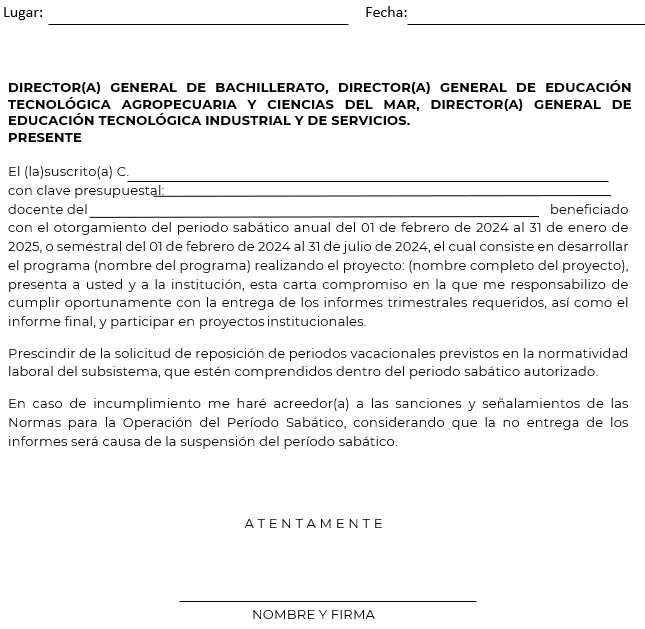 Lugar: Fecha:
DIRECTOR(A) GENERAL DE BACHILLERATO, DIRECTOR(A) GENERAL DE EDUCACIÓN
TECNOLÓGICA AGROPECUARIA Y CIENCIAS DEL MAR, DIRECTOR(A) GENERAL DE
EDUCACIÓN TECNOLÓGICA INDUSTRIAL Y DE SERVICIOS.
PRESENTE
El (la)suscrito(a) C.
con clave presupuestal:
docente del beneficiado
con el otorgamiento del periodo sabático anual del 01 de febrero de 2024 al 31 de enero de
2025, o semestral del 01 de febrero de 2024 al 31 de julio de 2024, el cual consiste en desarrollar
el programa (nombre del programa) realizando el proyecto: (nombre completo del proyecto),
presenta a usted y a la institución, esta carta compromiso en la que me responsabilizo de
cumplir oportunamente con la entrega de los informes trimestrales requeridos, así como el
informe final, y participar en proyectos institucionales.
Prescindir de la solicitud de reposición de periodos vacacionales previstos en la normatividad
laboral del subsistema, que estén comprendidos dentro del periodo sabático autorizado.
En caso de incumplimiento me haré acreedor(a) a las sanciones y señalamientos de las
Normas para la Operación del Período Sabático, considerando que la no entrega de los
informes será causa de la suspensión del período sabático.
A T E N T A M E N T E
NOMBRE Y FIRMA